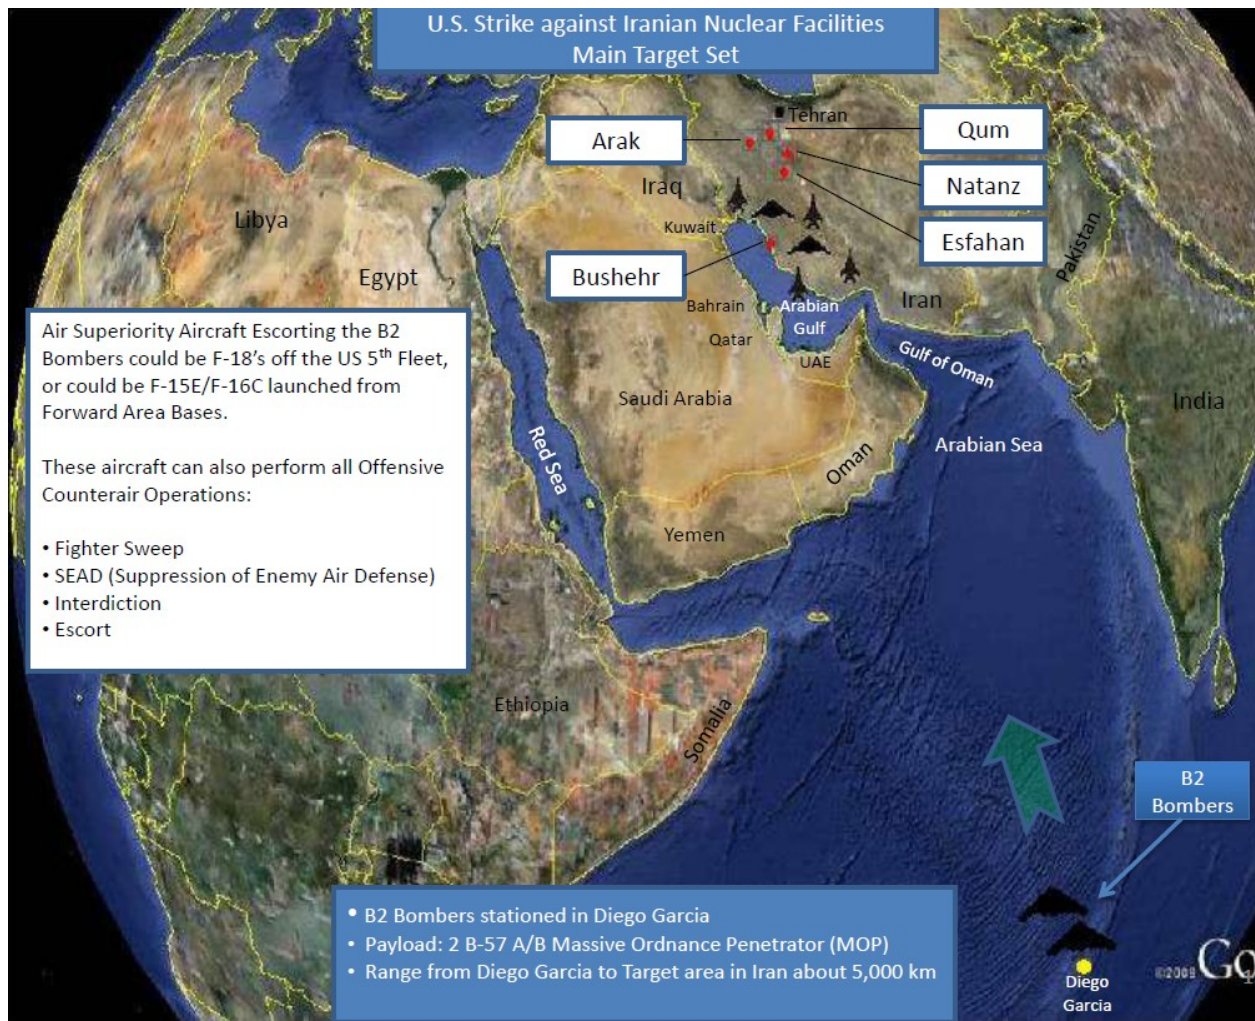 U.S. Strike against Iranian Nuclear Facilities
Main Target Set
Tehran
Arak
Qum
Iraq
Natanz
Libya
Kuwait
Esfahan
Pakistan
Egypt
Bushehr
Iran
Bahrain
Arabian
Gulf
Qatar
UAE
Gulf of Oman
Air Superiority Aircraft Escorting the B2
Bombers could be F-18's off the US 5th Fleet,
or could be F-15E/F-16C launched from
Forward Area Bases.
These aircraft can also perform all Offensive
Counterair Operations:
• Fighter Sweep
• SEAD (Suppression of Enemy Air Defense)
• Interdiction
• Escort
Saudi Arabia
India
Red Sea
Oman
Arabian Sea
Yemen
Ethiopia
Somalia
B2
Bombers
• B2 Bombers stationed in Diego Garcia
• Payload: 2 B-57 A/B Massive Ordnance Penetrator (MOP)
• Range from Diego Garcia to Target area in Iran about 5,000 km
Diego
Garcia
©2009 Go